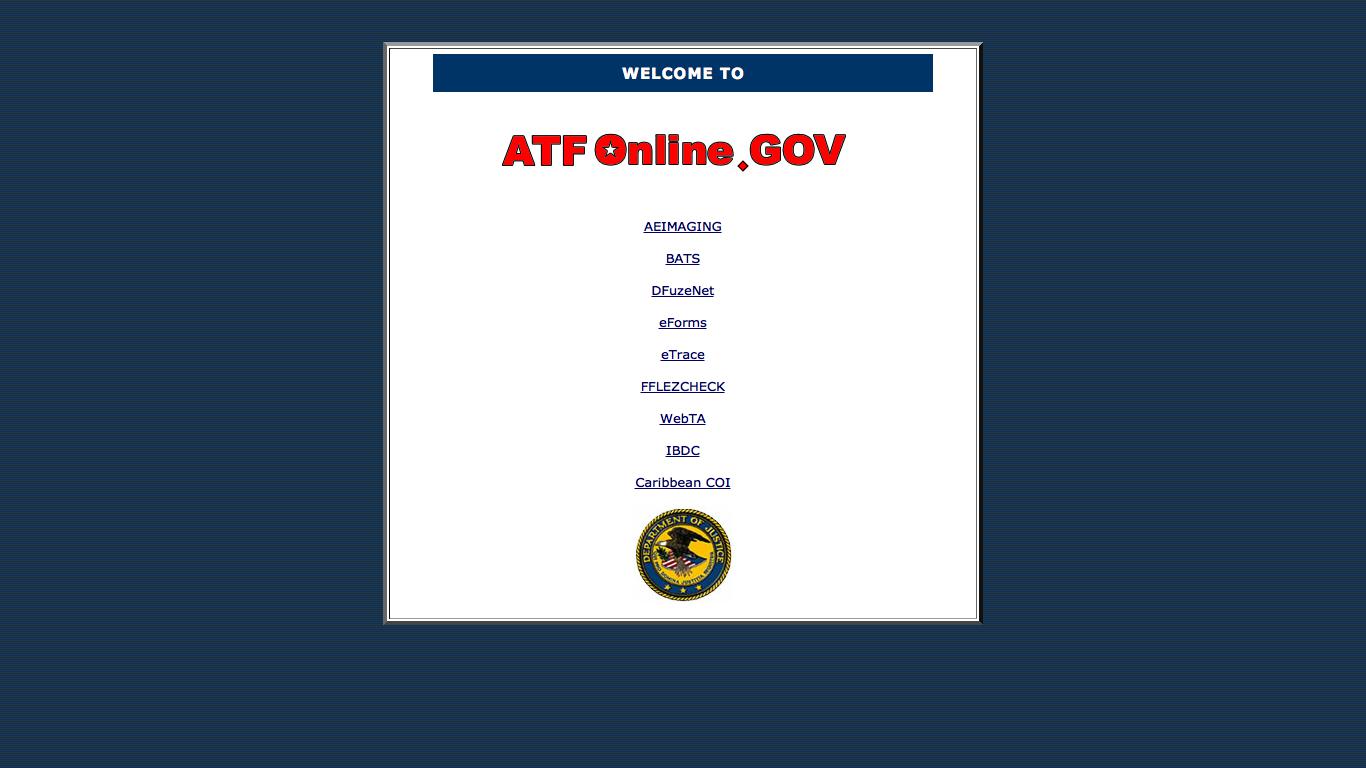 WELCOME TO
ATF Online.GOV
AEIMAGING
BATS
DFuzeNet
eForms
eTrace
FFLEZCHECK
WebTA
IBDC
Caribbean COI
DEPARTMENT OF JUSTICE